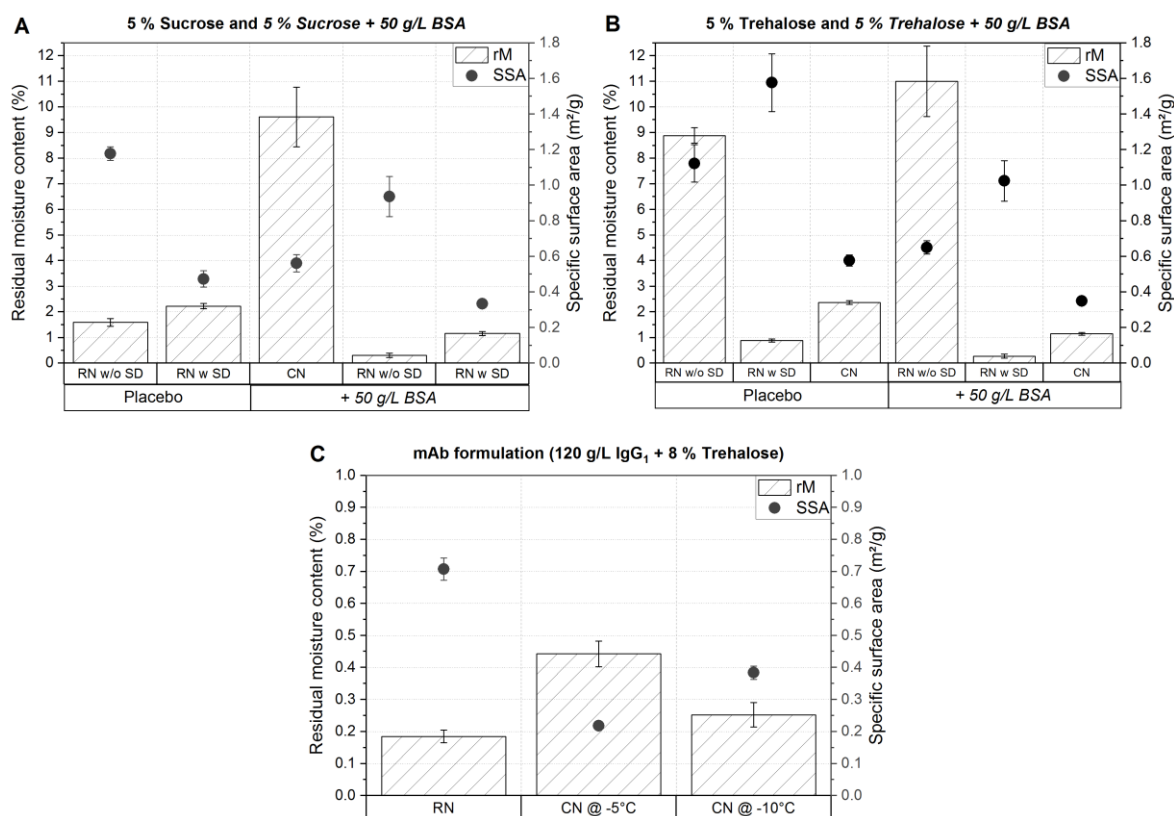 A
5 % Sucrose and 5 % Sucrose + 50 g/L BSA
Residual moisture content (%)
12
11
10
9
8
7
6
5
4
3
2
1
0
rM
SSA
1.8
1.6
1.4
1.2
1.0
0.8
0.6
0.4
0.2
0.0
Specific surface area (m²/g)
RN w/o SD RN w SD CN RN w/o SD RN w SD
Placebo + 50 g/L BSA
B
5 % Trehalose and 5 % Trehalose + 50 g/L BSA
Residual moisture content (%)
12
11
10
9
8
7
6
5
4
3
2
1
0
rM
SSA
1.8
1.6
1.4
1.2
1.0
0.8
0.6
0.4
0.2
0.0
Specific surface area (m²/g)
RN w/o SD RN w SD CN RN w/o SD RN w SD CN
Placebo + 50 g/L BSA
C
mAb formulation (120 g/L IgG₁ + 8 % Trehalose)
Residual moisture content (%)
1.0
0.9
0.8
0.7
0.6
0.5
0.4
0.3
0.2
0.1
0.0
rM
SSA
1.0
0.9
0.8
0.7
0.6
0.5
0.4
0.3
0.2
0.1
0.0
Specific surface area (m²/g)
RN CN @ -5°C CN @ -10°C